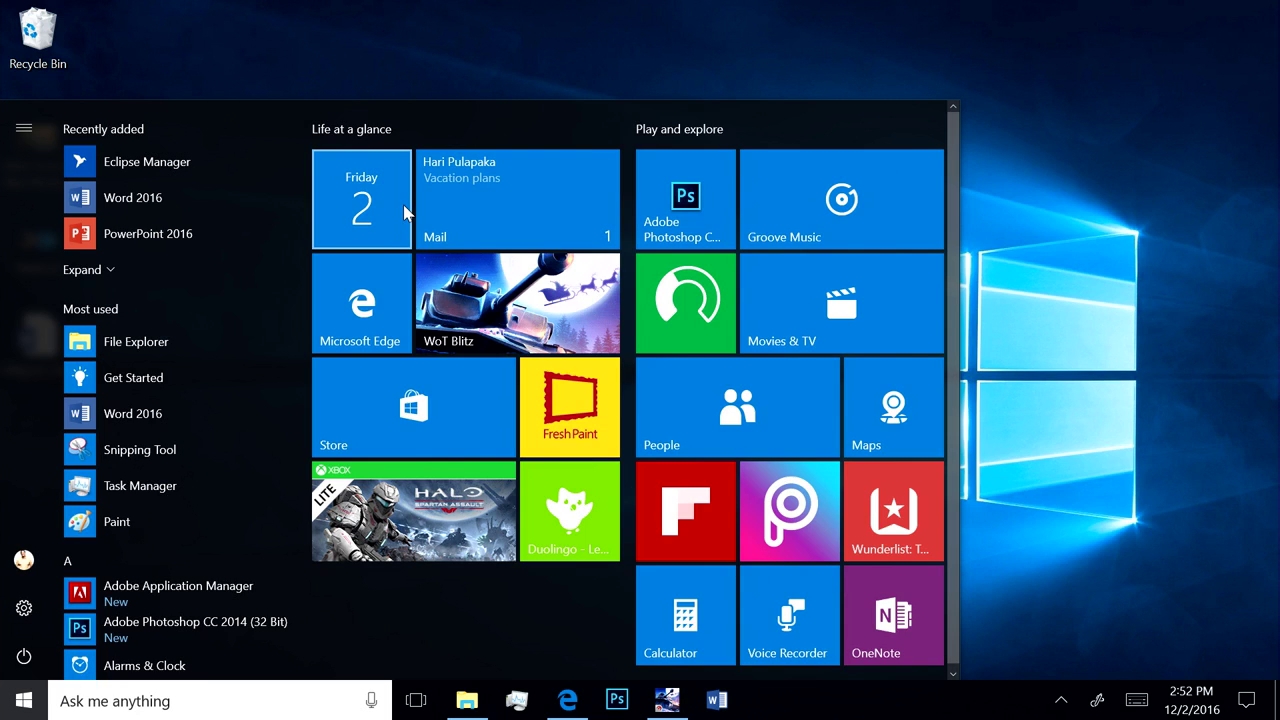 Recycle Bin
Recently added
Eclipse Manager
Word 2016
PowerPoint 2016
Expand
Most used
File Explorer
Get Started
Word 2016
Snipping Tool
Task Manager
Paint
A
Adobe Application Manager
New
Adobe Photoshop CC 2014 (32 Bit)
New
Alarms & Clock
Life at a glance
Friday
2
Hari Pulapaka
Vacation plans
Mail 1
Microsoft Edge
WoT Blitz
Store
Fresh Paint
XBOX
LITE
HALO
SPARTAN ASSAULT
Duolingo - Le...
Play and explore
Ps
Adobe
Photoshop C...
Groove Music
Movies & TV
People
Maps
Wunderlist: T...
Calculator
Voice Recorder
N
OneNote
Ask me anything
Ps
2:52 PM
12/2/2016